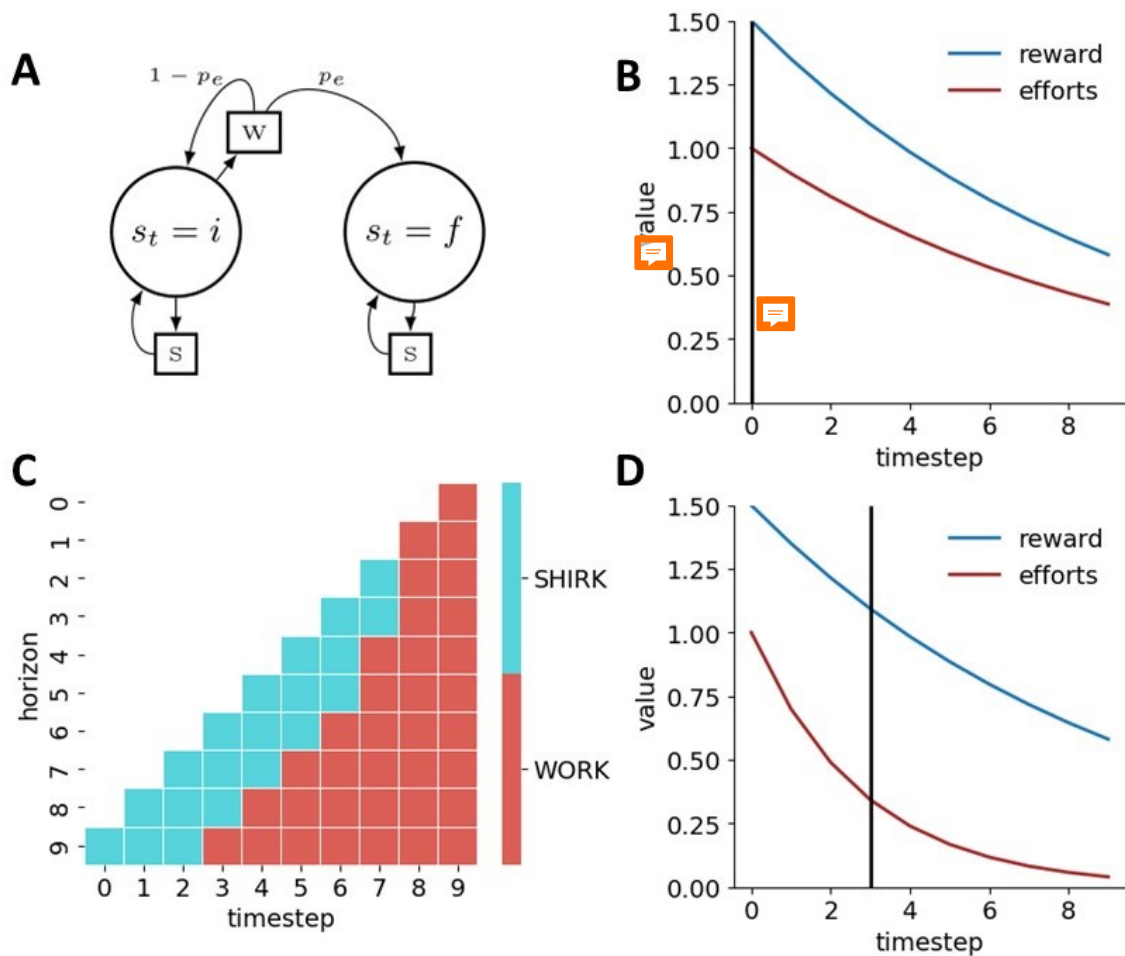 A
1 − p_e
p_e
W
s_t = i
s_t = f
S
S
B
1.50
1.25
1.00
0.75
0.50
0.25
0.00
value
0
2
4
6
8
timestep
reward
efforts
C
horizon
0
1
2
3
4
5
6
7
8
9
0
1
2
3
4
5
6
7
8
9
timestep
SHIRK
WORK
D
1.50
1.25
1.00
0.75
0.50
0.25
0.00
value
0
2
4
6
8
timestep
reward
efforts